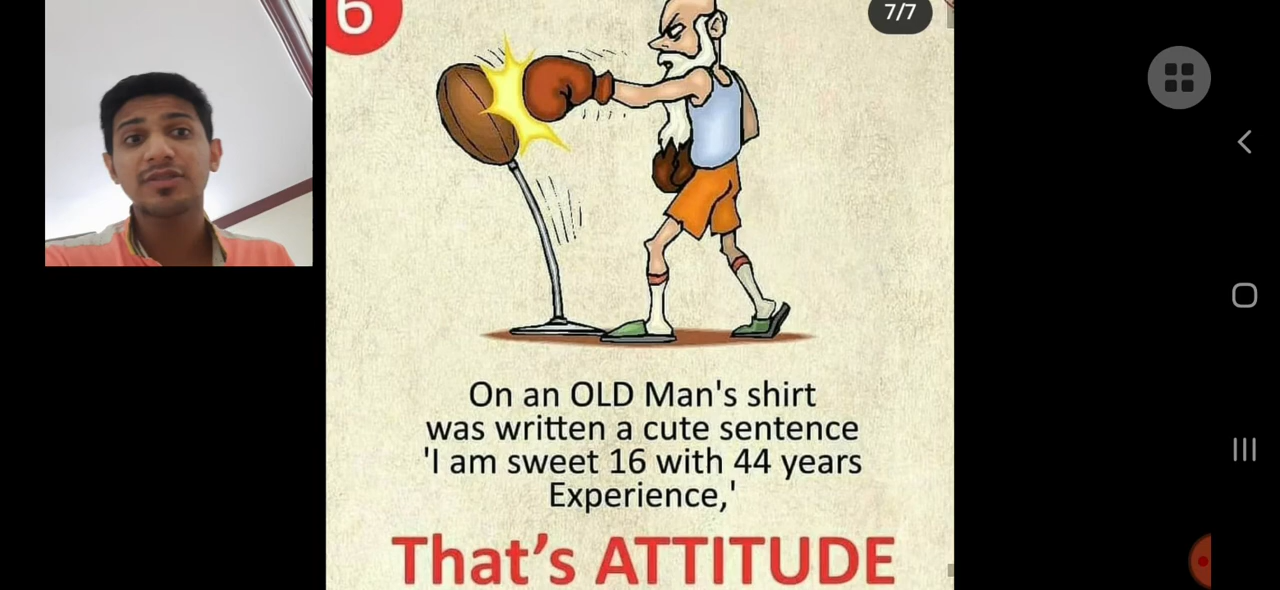 6
7/7
On an OLD Man's shirt
was written a cute sentence
'I am sweet 16 with 44 years
Experience,'
That's ATTITUDE